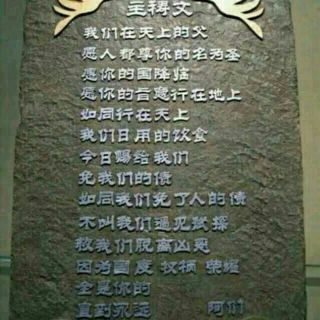 主祷文
我们在天上的父
愿人都尊你的名为圣
愿你的国降临
愿你的旨意行在地上
如同行在天上
我们日用的饮食
今日赐给我们
免我们的债
如同我们免了人的债
不叫我们遇见试探
救我们脱离凶恶
因为国度 权柄 荣耀
全是你的
直到永远 阿们